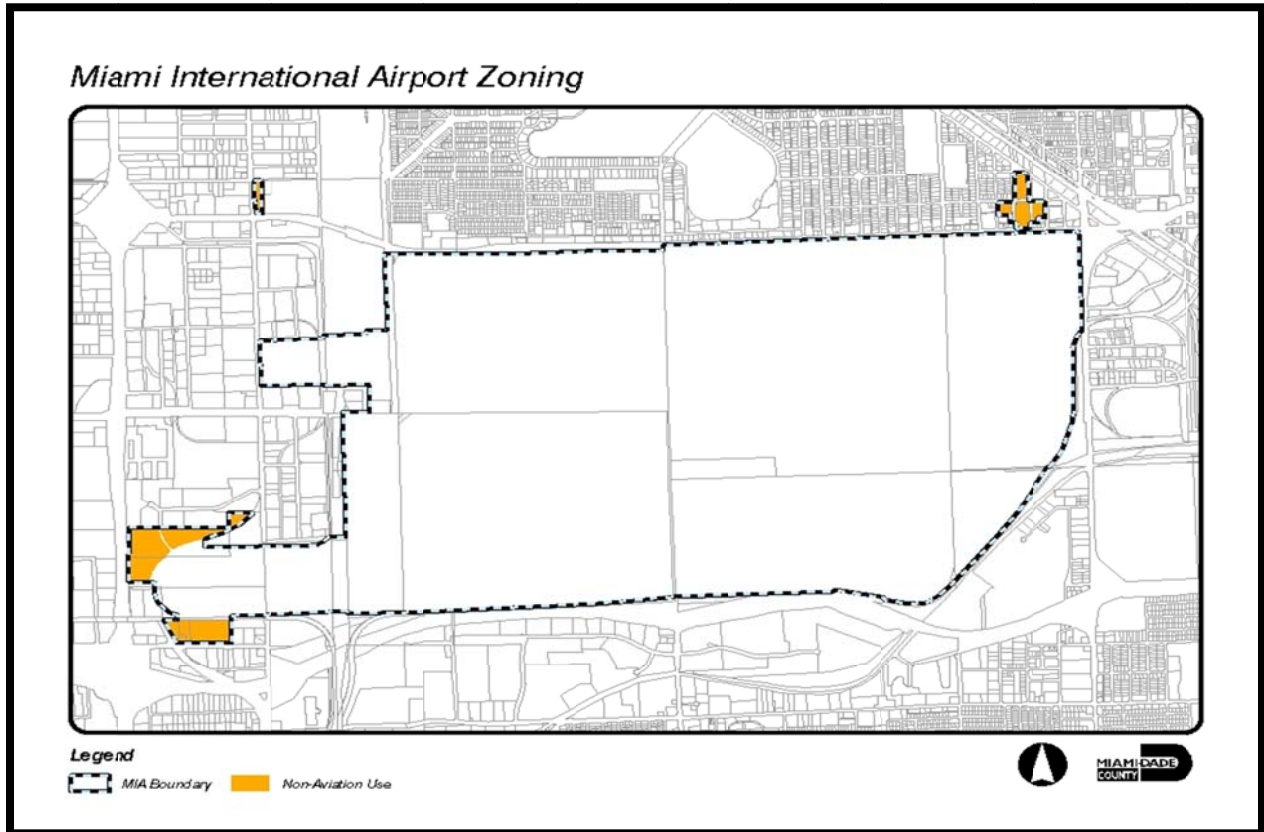 Miami International Airport Zoning
Legend
MIA Boundary
Non-Aviation Use
MIAMI-DADE
COUNTY